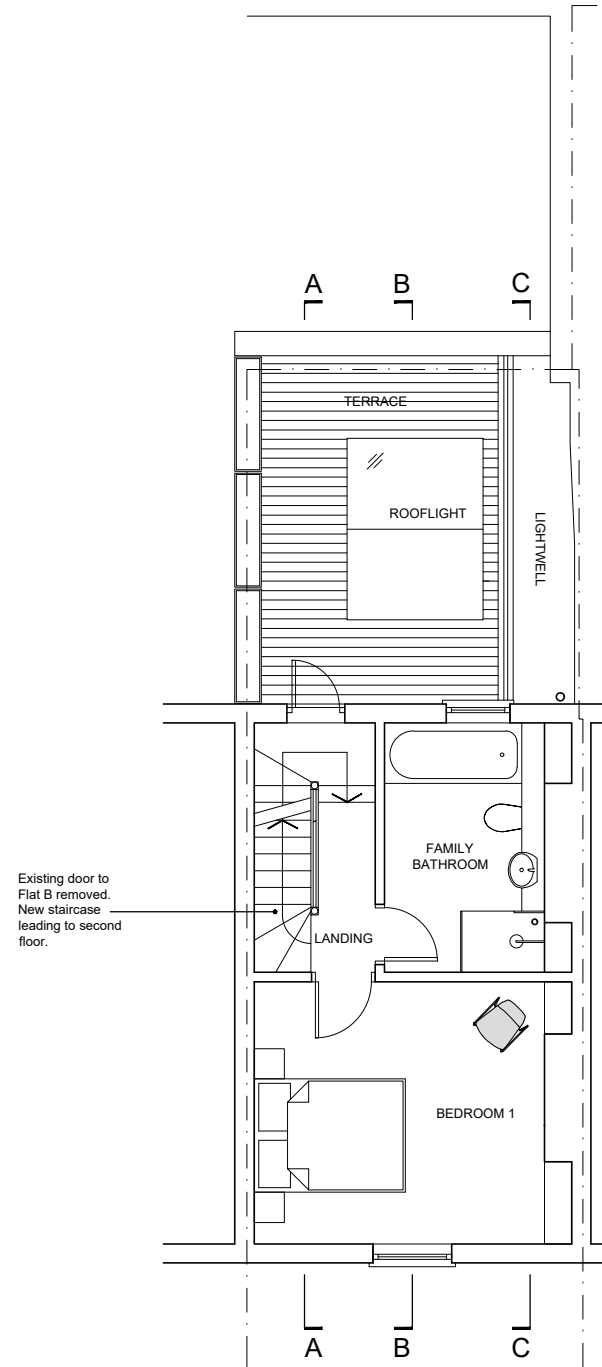 A
B
C
TERRACE
ROOFLIGHT
LIGHTWELL
FAMILY
BATHROOM
Existing door to
Flat B removed.
New staircase
leading to second
floor.
LANDING
BEDROOM 1
A
B
C